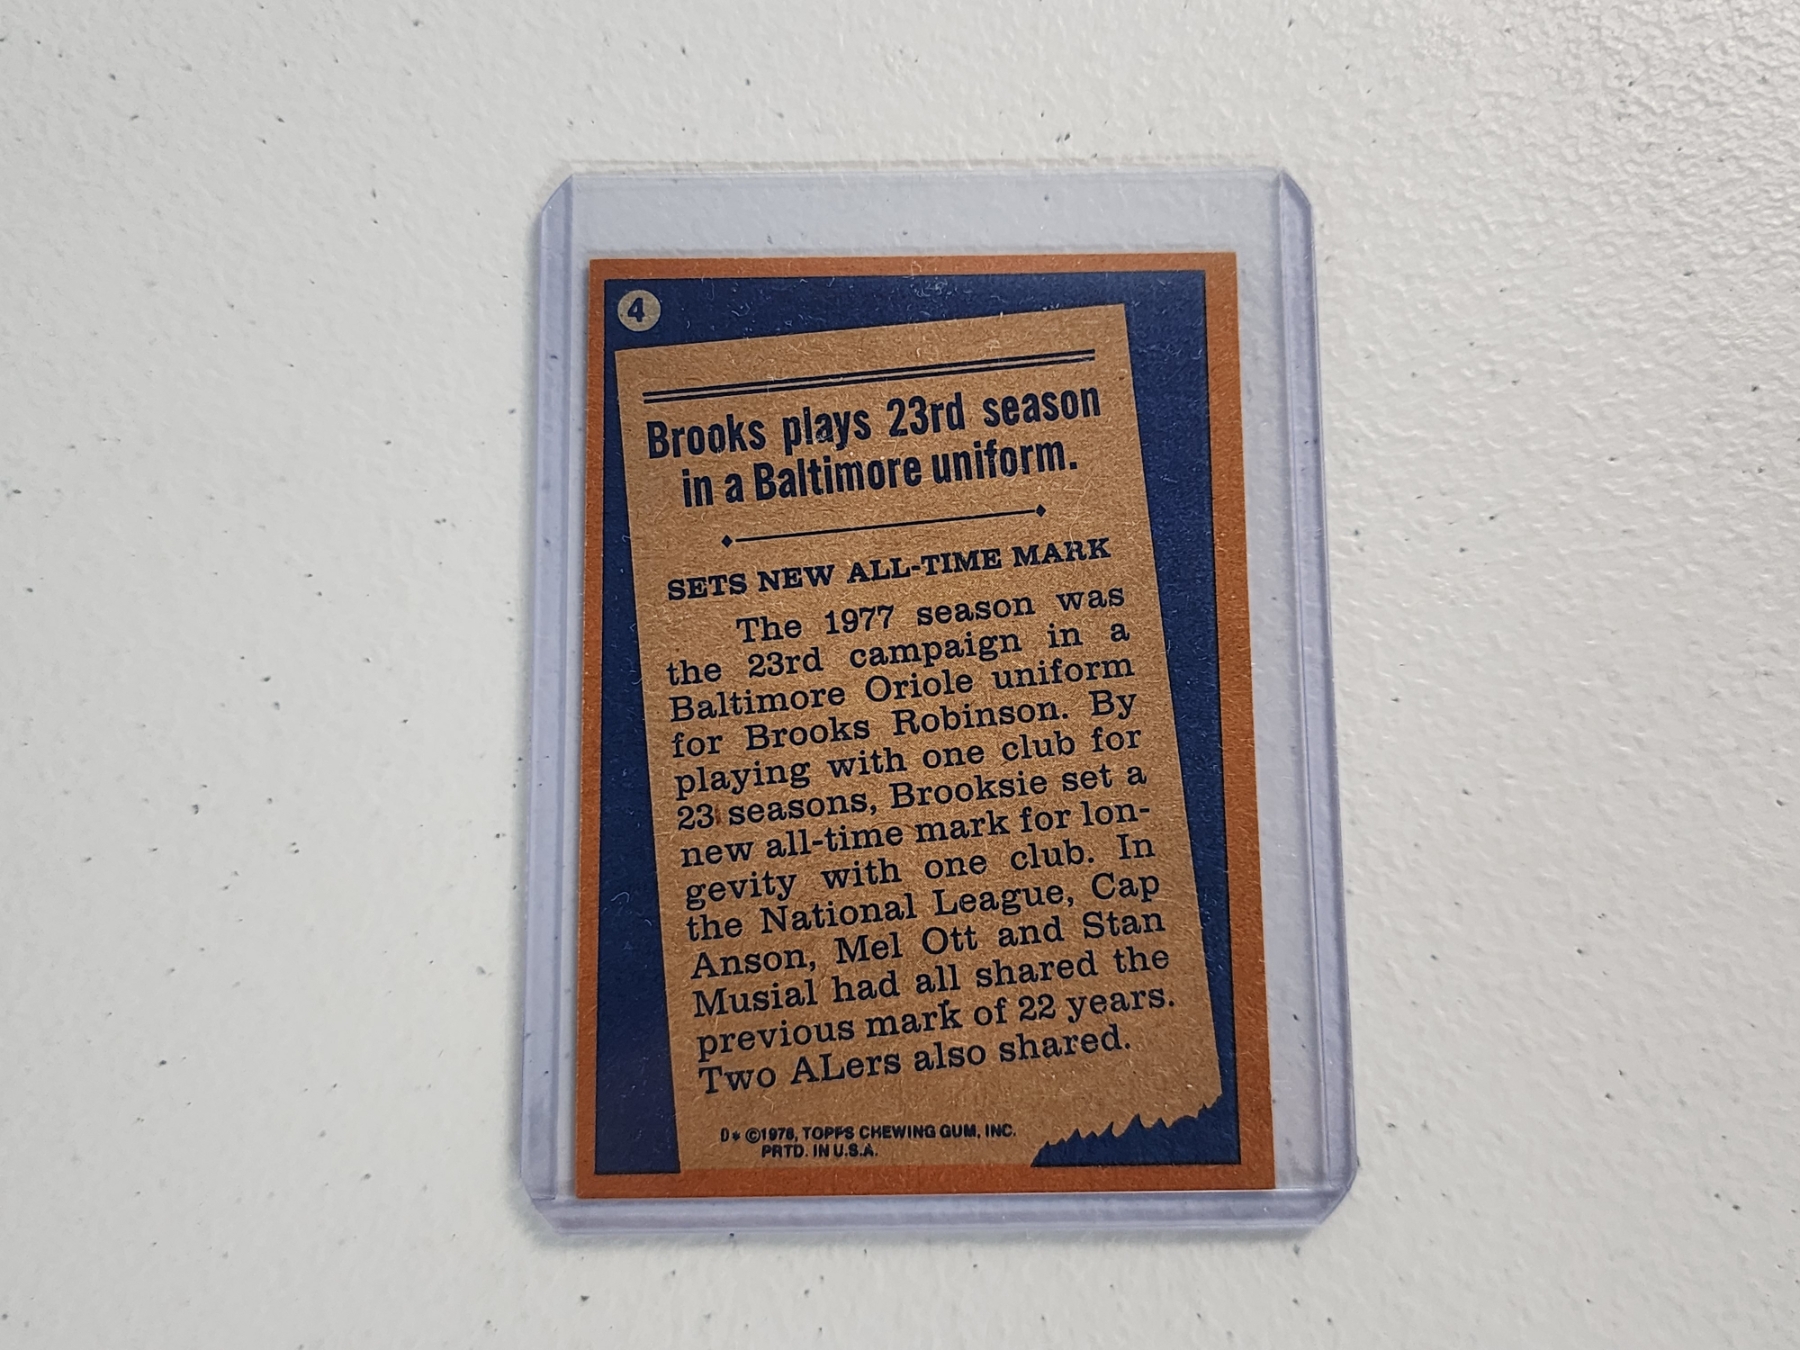 4
Brooks plays 23rd season
in a Baltimore uniform.
SETS NEW ALL-TIME MARK
The 1977 season was
the 23rd campaign in a
Baltimore Oriole uniform
for Brooks Robinson. By
playing with one club for
23 seasons, Brooksie set a
new all-time mark for lon-
gevity with one club. In
the National League, Cap
Anson, Mel Ott and Stan
Musial had all shared the
previous mark of 22 years.
Two ALers also shared.
D* ©1978, TOPPS CHEWING GUM, INC.
PRTD. IN U.S.A.